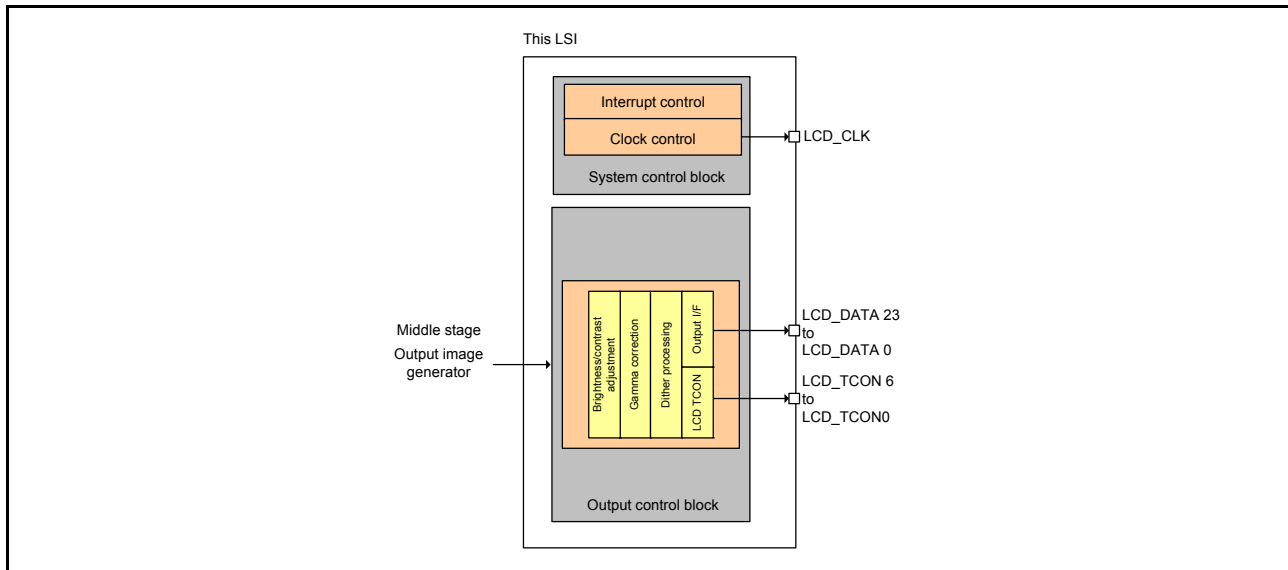 This LSI
Interrupt control
Clock control
LCD_CLK
System control block
Middle stage
Output image
generator
Brightness/contrast
adjustment
Gamma correction
Dither processing
Output I/F
LCD TCON
LCD_DATA 23
to
LCD_DATA 0
LCD_TCON 6
to
LCD_TCON0
Output control block